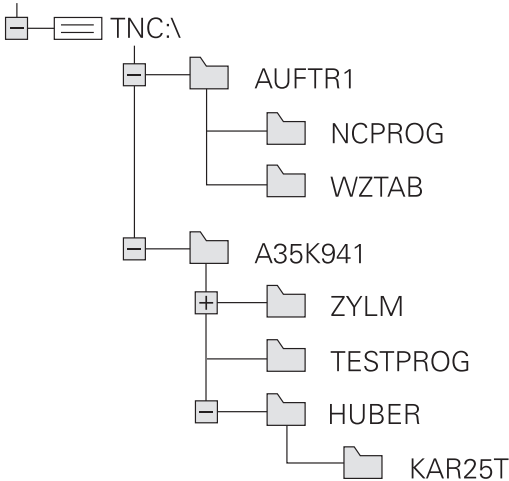 TNC:\
AUFTR1
NCPROG
WZTAB
A35K941
ZYLM
TESTPROG
HUBER
KAR25T